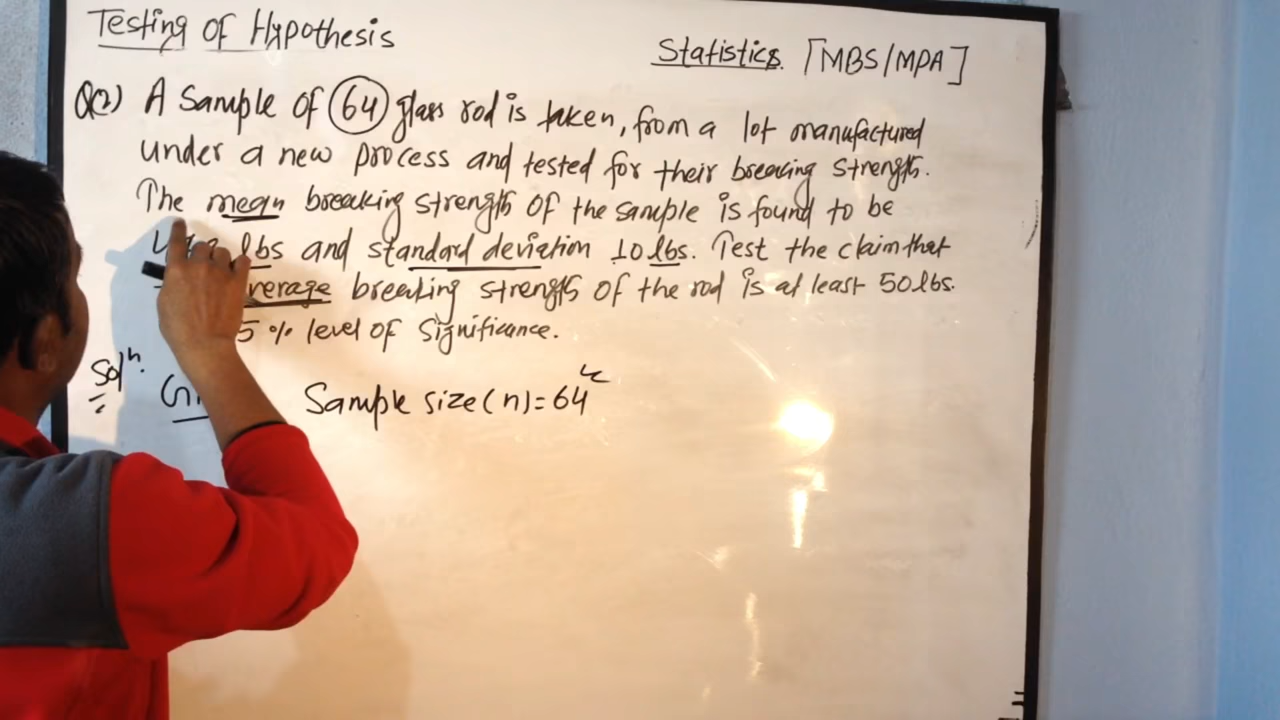 Testing of Hypothesis
Statistics [MBS/MPA]
Q2) A Sample of 64 glass rod is taken, from a lot manufactured
under a new process and tested for their breaking strength.
The mean breaking strength of the sample is found to be
lbs and standard deviation 10 lbs. Test the claim that
breaking strength of the rod is at least 50 lbs.
5% level of Significance.
Solⁿ.
Sample size (n) = 64